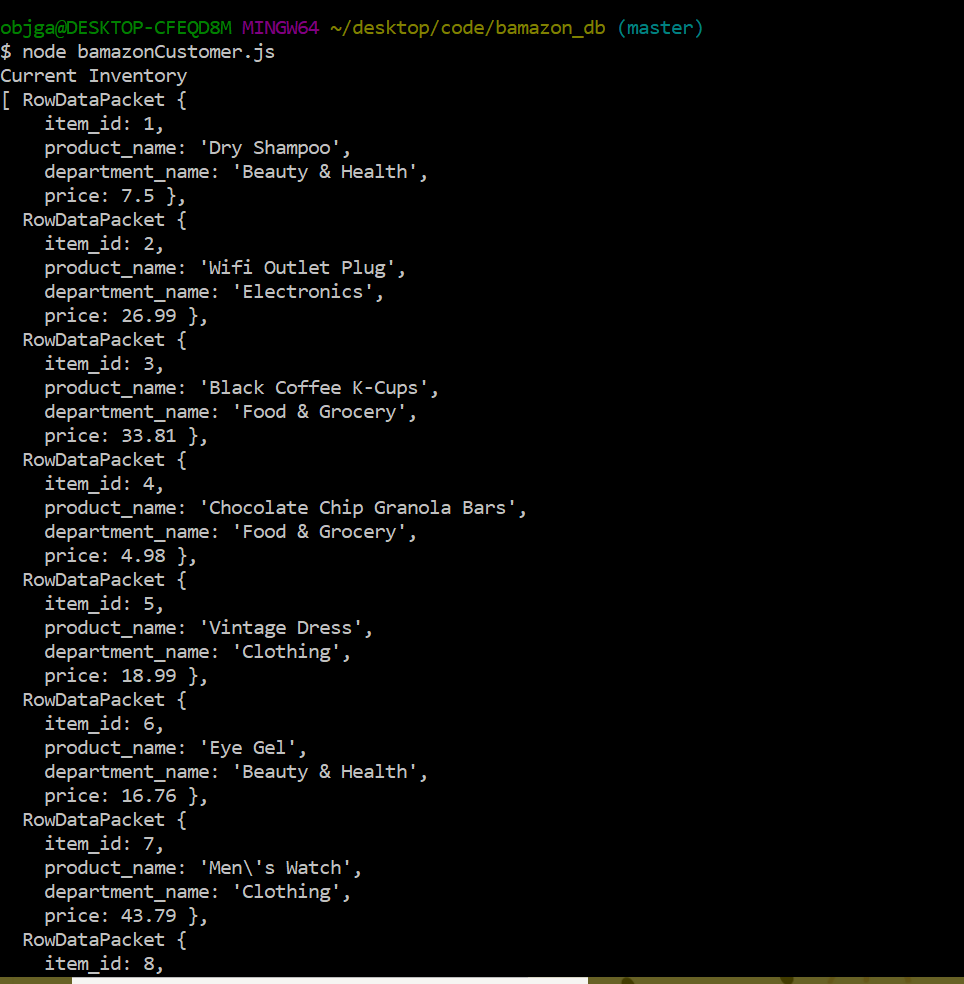 objga@DESKTOP-CFEQD8M MINGW64 ~/desktop/code/bamazon_db (master)
$ node bamazonCustomer.js
Current Inventory
[ RowDataPacket {
    item_id: 1,
    product_name: 'Dry Shampoo',
    department_name: 'Beauty & Health',
    price: 7.5 },
  RowDataPacket {
    item_id: 2,
    product_name: 'Wifi Outlet Plug',
    department_name: 'Electronics',
    price: 26.99 },
  RowDataPacket {
    item_id: 3,
    product_name: 'Black Coffee K-Cups',
    department_name: 'Food & Grocery',
    price: 33.81 },
  RowDataPacket {
    item_id: 4,
    product_name: 'Chocolate Chip Granola Bars',
    department_name: 'Food & Grocery',
    price: 4.98 },
  RowDataPacket {
    item_id: 5,
    product_name: 'Vintage Dress',
    department_name: 'Clothing',
    price: 18.99 },
  RowDataPacket {
    item_id: 6,
    product_name: 'Eye Gel',
    department_name: 'Beauty & Health',
    price: 16.76 },
  RowDataPacket {
    item_id: 7,
    product_name: 'Men\'s Watch',
    department_name: 'Clothing',
    price: 43.79 },
  RowDataPacket {
    item_id: 8,